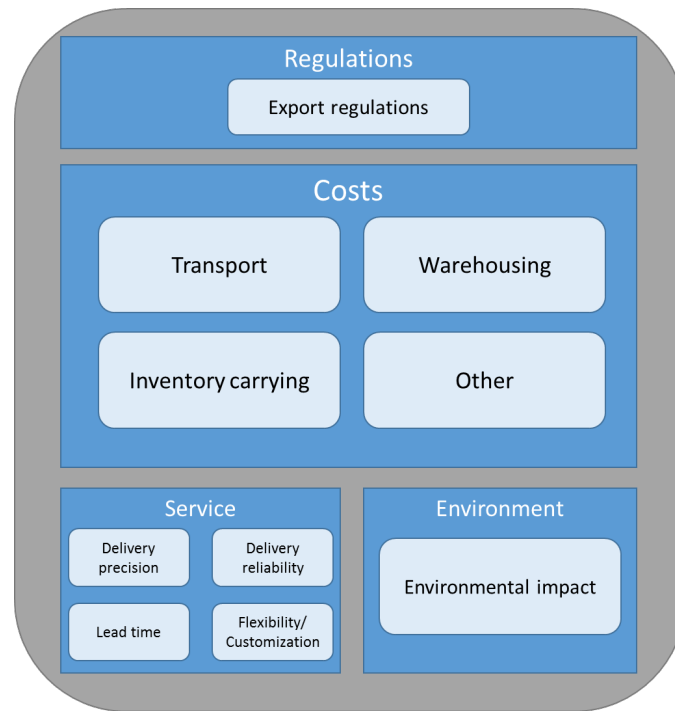 Regulations
Export regulations
Costs
Transport
Warehousing
Inventory carrying
Other
Service
Delivery
precision
Delivery
reliability
Lead time
Flexibility/
Customization
Environment
Environmental impact